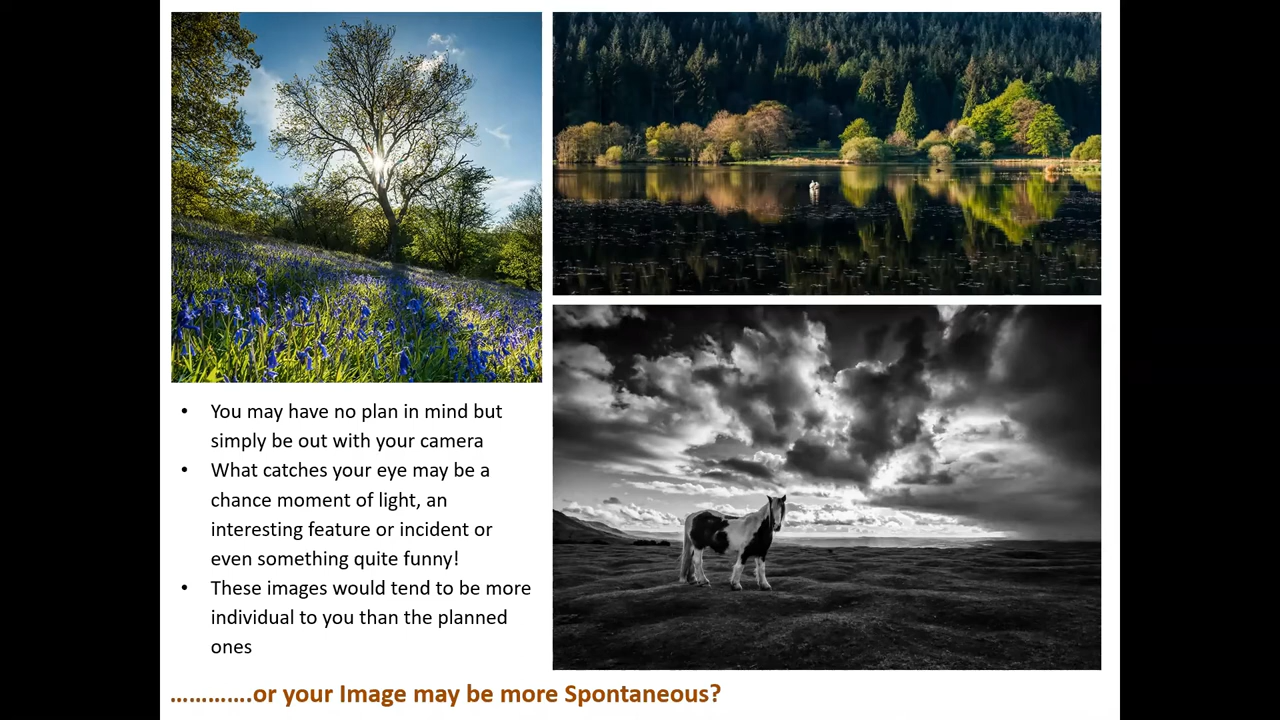 • You may have no plan in mind but
simply be out with your camera
• What catches your eye may be a
chance moment of light, an
interesting feature or incident or
even something quite funny!
• These images would tend to be more
individual to you than the planned
ones
………….or your Image may be more Spontaneous?